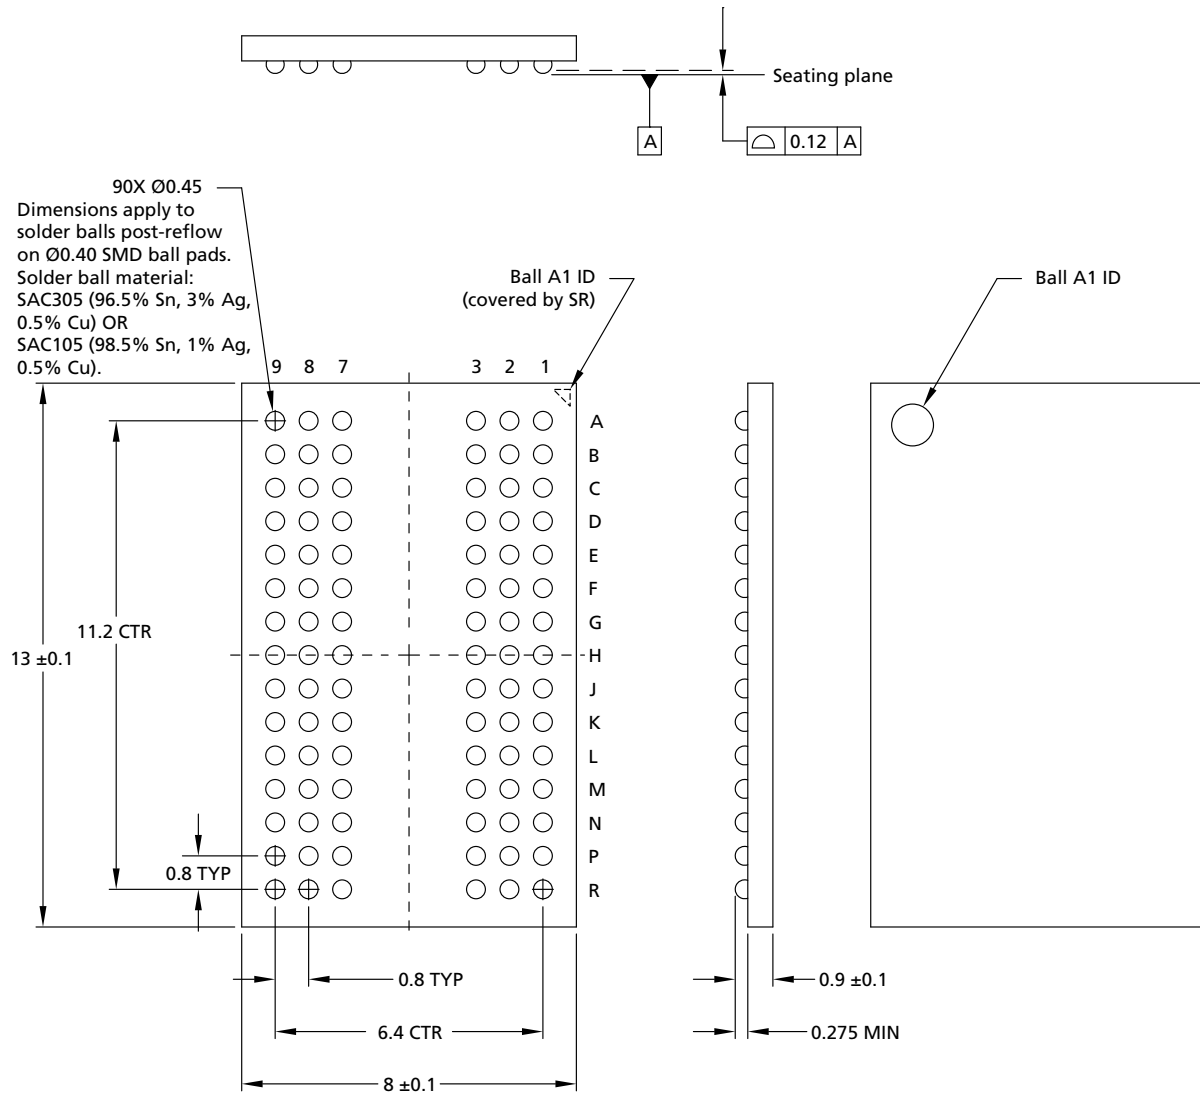 Seating plane
A
0.12 A
90X Ø0.45
Dimensions apply to
solder balls post-reflow
on Ø0.40 SMD ball pads.
Solder ball material:
SAC305 (96.5% Sn, 3% Ag,
0.5% Cu) OR
SAC105 (98.5% Sn, 1% Ag,
0.5% Cu).
Ball A1 ID
(covered by SR)
Ball A1 ID
9 8 7 3 2 1
A
B
C
D
E
F
G
H
J
K
L
M
N
P
R
11.2 CTR
13 ±0.1
0.8 TYP
0.8 TYP
6.4 CTR
8 ±0.1
0.9 ±0.1
0.275 MIN